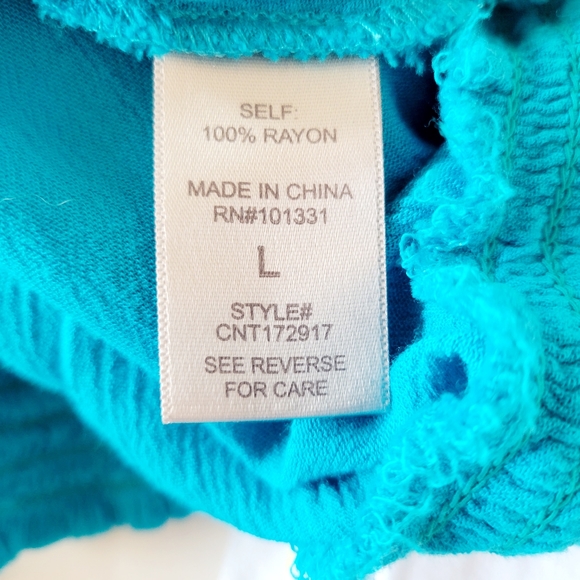 SELF:
100% RAYON
MADE IN CHINA
RN#101331
L
STYLE#
CNT172917
SEE REVERSE
FOR CARE